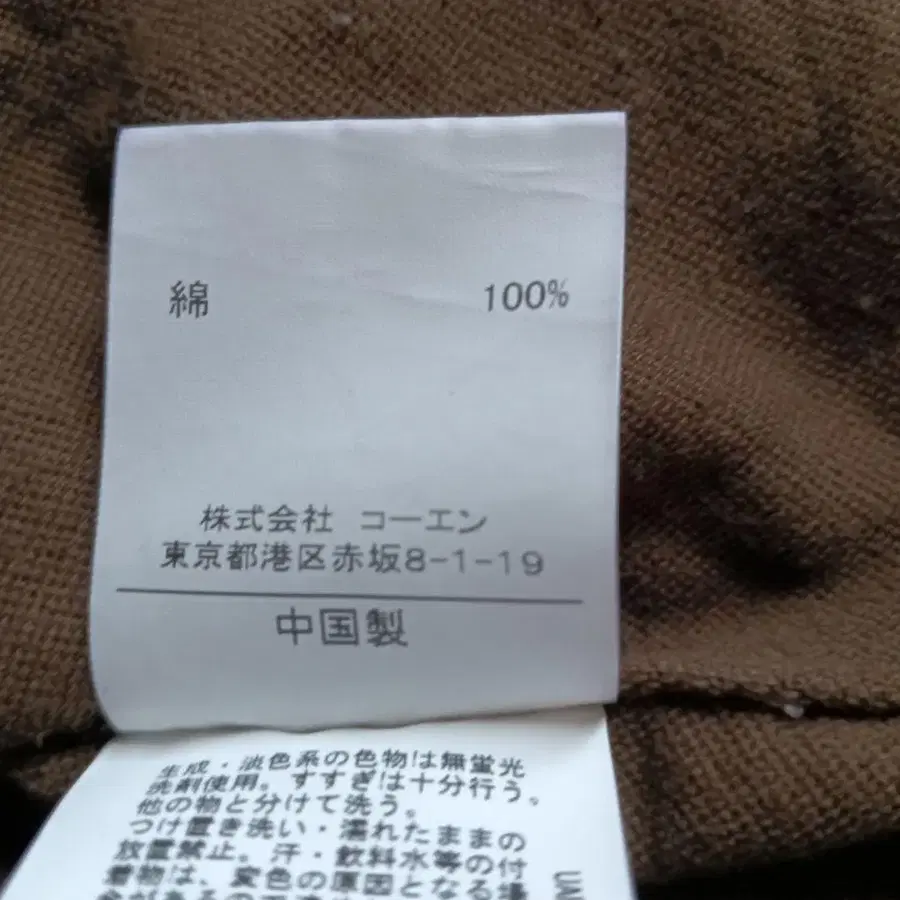 綿 100%
株式会社 コーエン
東京都港区赤坂8-1-19
中国製
生成・淡色系の色物は無蛍光
洗剤使用。すすぎは十分行う。
他の物と分けて洗う。
つけ置き洗い・濡れたままの
放置禁止。汗・飲料水等の付
着物は、変色の原因となる場